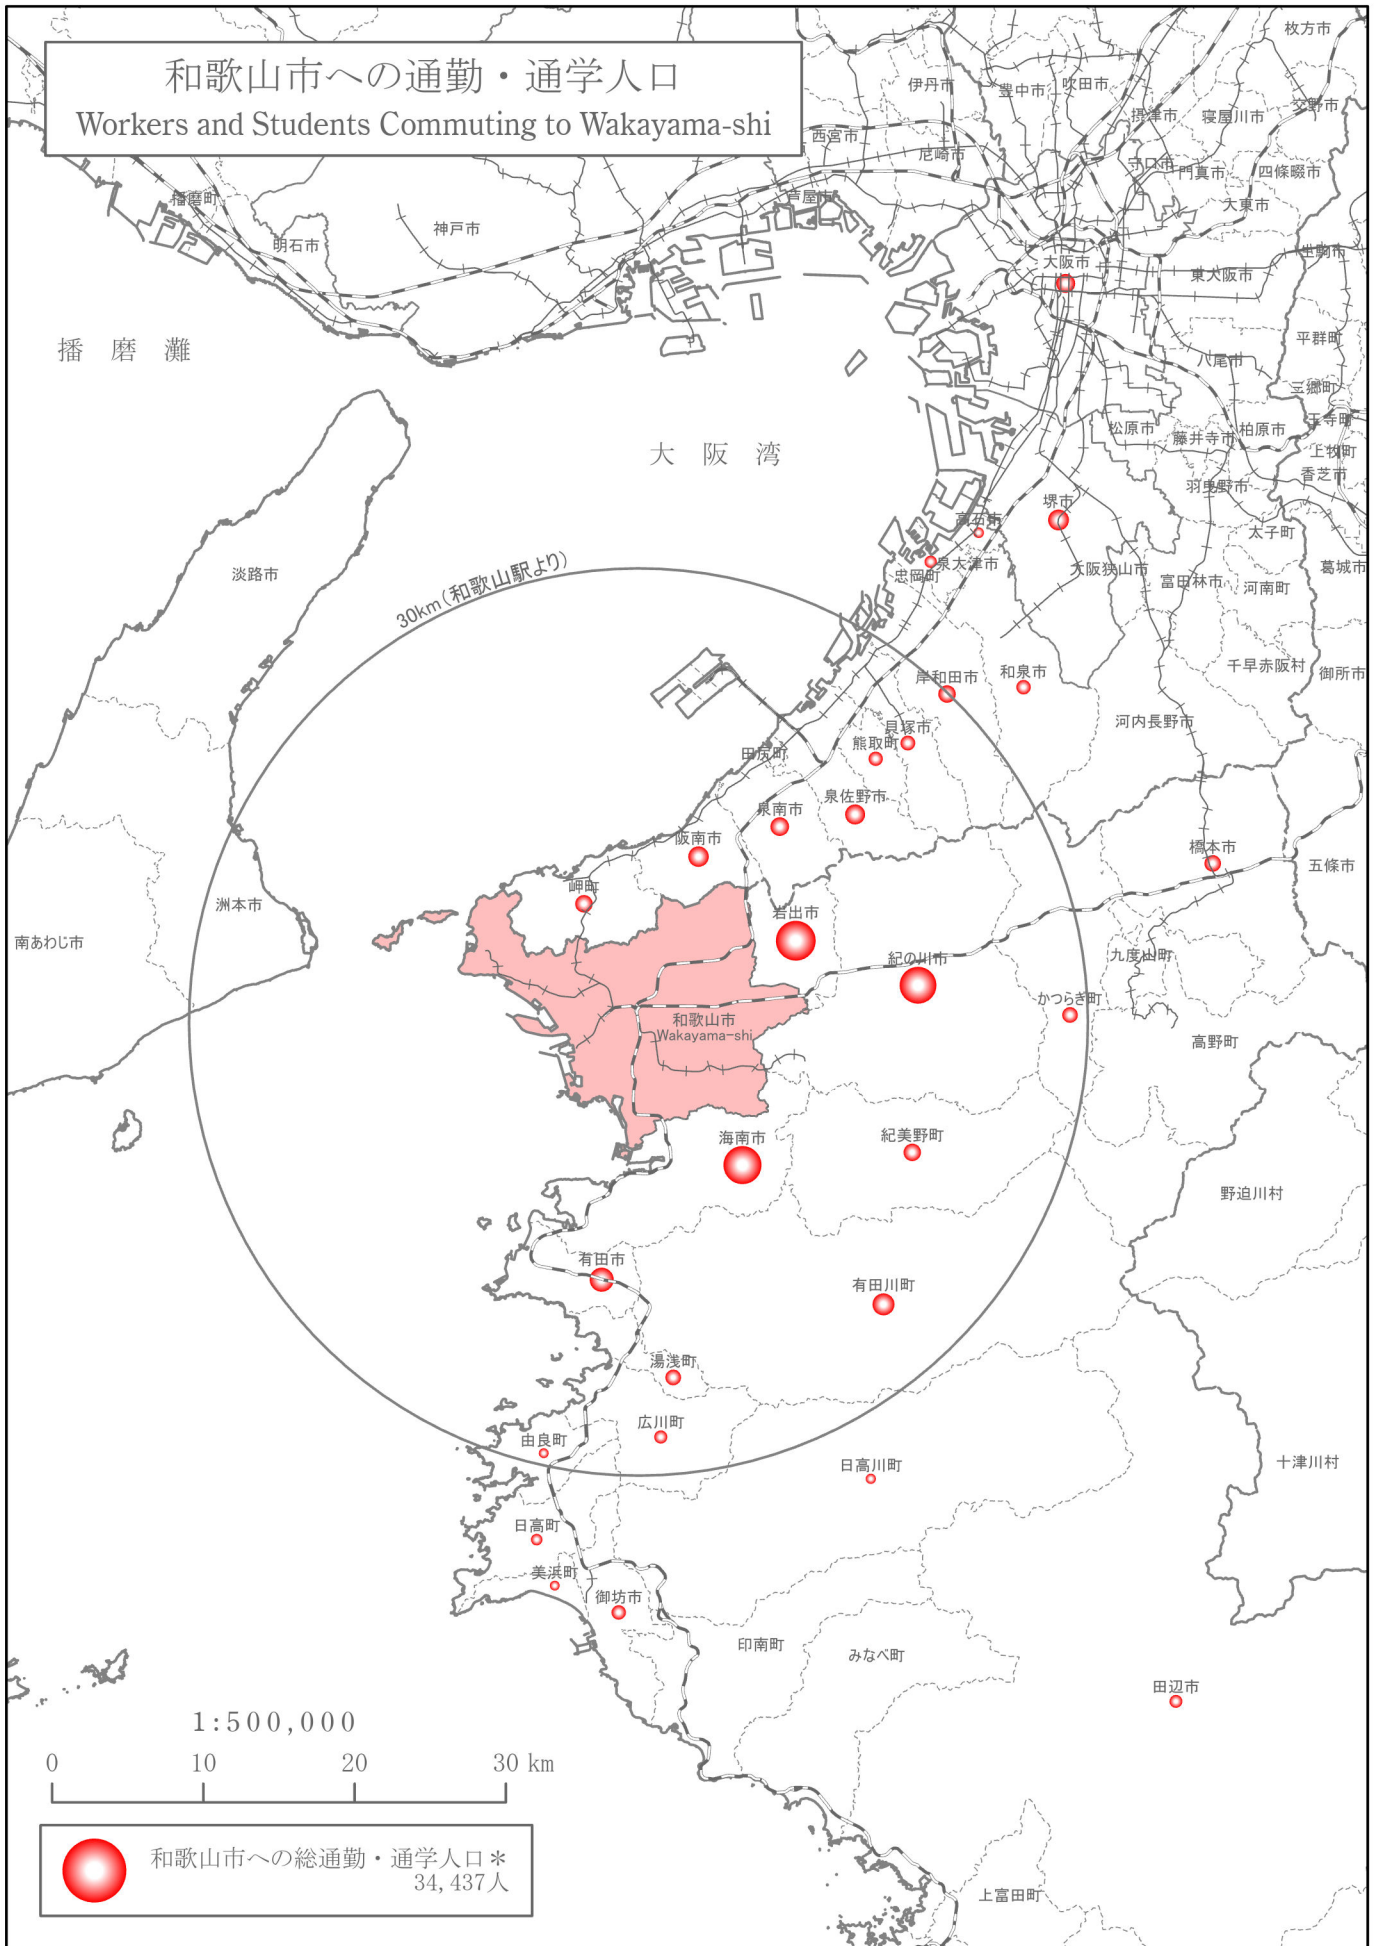 和歌山市への通勤・通学人口
Workers and Students Commuting to Wakayama-shi
枚方市
伊丹市
豊中市
吹田市
摂津市
寝屋川市
交野市
西宮市
尼崎市
守口市
門真市
四條畷市
大東市
芦屋市
播磨町
明石市
神戸市
大阪市
東大阪市
生駒市
播磨灘
平群町
八尾市
三郷町
王寺町
松原市
藤井寺市
柏原市
上牧町
大阪湾
香芝市
羽曳野市
堺市
高石市
太子町
泉大津市
忠岡町
大阪狭山市
富田林市
河南町
葛城市
淡路市
30km（和歌山駅より）
千早赤阪村
御所市
岸和田市
和泉市
河内長野市
貝塚市
熊取町
田尻町
泉佐野市
泉南市
阪南市
橋本市
五條市
岬町
洲本市
岩出市
南あわじ市
紀の川市
九度山町
かつらぎ町
和歌山市
Wakayama-shi
高野町
海南市
紀美野町
野迫川村
有田市
有田川町
湯浅町
広川町
由良町
日高川町
十津川村
日高町
美浜町
御坊市
印南町
みなべ町
田辺市
1:500,000
0 10 20 30 km
和歌山市への総通勤・通学人口＊
34,437人
上富田町